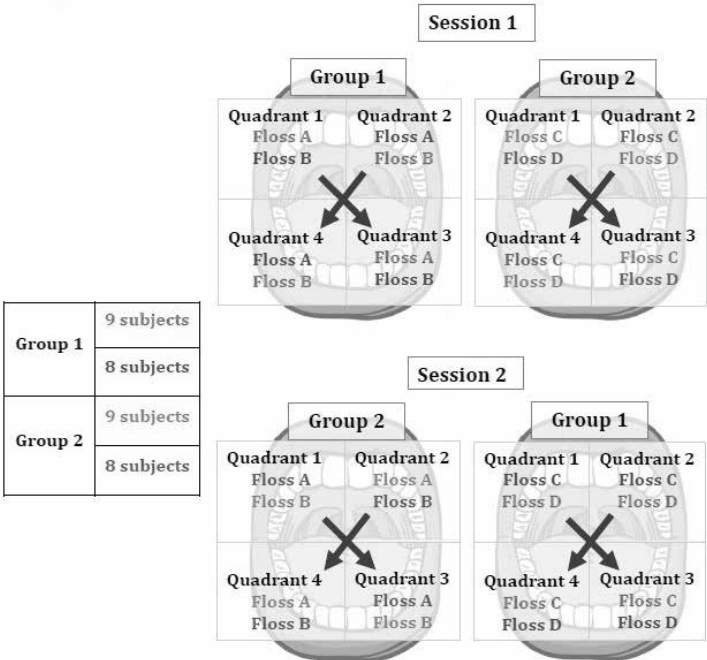 Session 1
Group 1
Group 2
Quadrant 1 Quadrant 2
Floss A Floss A
Floss B Floss B
Quadrant 4 Quadrant 3
Floss A Floss A
Floss B Floss B
Quadrant 1 Quadrant 2
Floss C Floss C
Floss D Floss D
Quadrant 4 Quadrant 3
Floss C Floss C
Floss D Floss D
Group 1
9 subjects
8 subjects
Group 2
9 subjects
8 subjects
Session 2
Group 2
Group 1
Quadrant 1 Quadrant 2
Floss A Floss A
Floss B Floss B
Quadrant 4 Quadrant 3
Floss A Floss A
Floss B Floss B
Quadrant 1 Quadrant 2
Floss C Floss C
Floss D Floss D
Quadrant 4 Quadrant 3
Floss C Floss C
Floss D Floss D